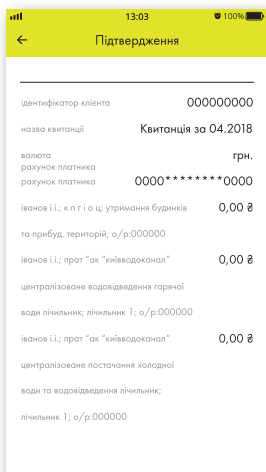 13:03
100%
Підтвердження
ідентифікатор клієнта 000000000
назва квитанції Квитанція за 04.2018
валюта грн.
рахунок платника
рахунок платника 0000********0000
іванов і.і.; к п г і о ц; утримання будинків 0,00 ₴
та прибуд. територій; о/р:000000
іванов і.і.; прат "ак "київводоканал" 0,00 ₴
централізоване водовідведення гарячої
води лічильник; лічильник 1; о/р:000000
іванов і.і.; прат "ак "київводоканал" 0,00 ₴
централізоване постачання холодної
води та водовідведення лічильник;
лічильник 1; о/р:000000